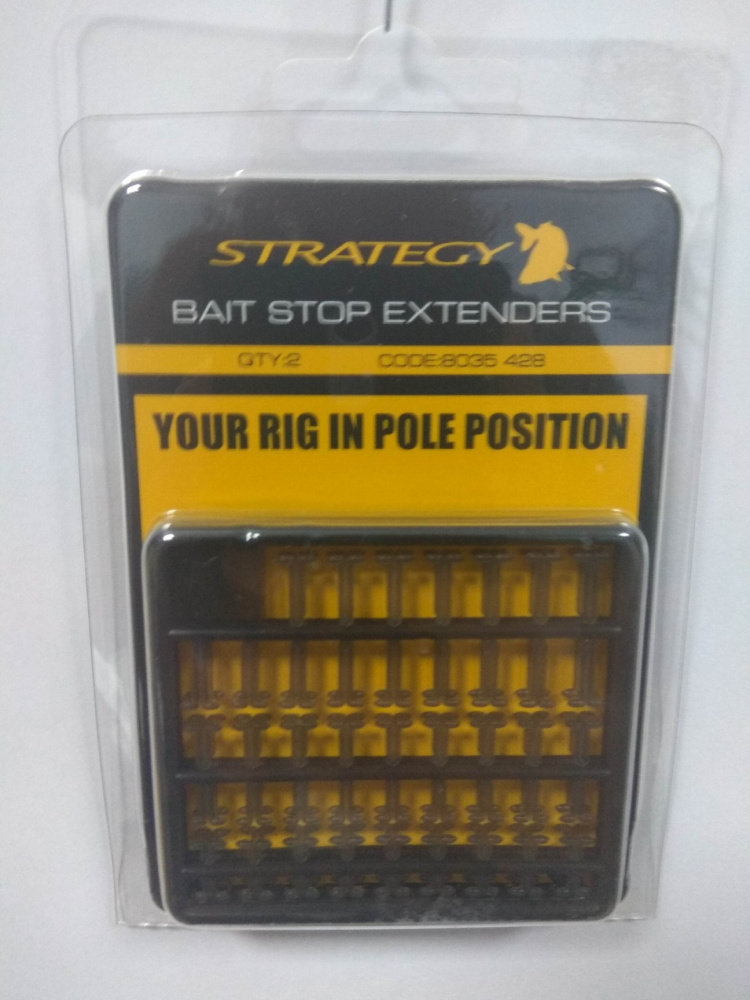 STRATEGY
BAIT STOP EXTENDERS
QTY:2 CODE:8035 428
YOUR RIG IN POLE POSITION